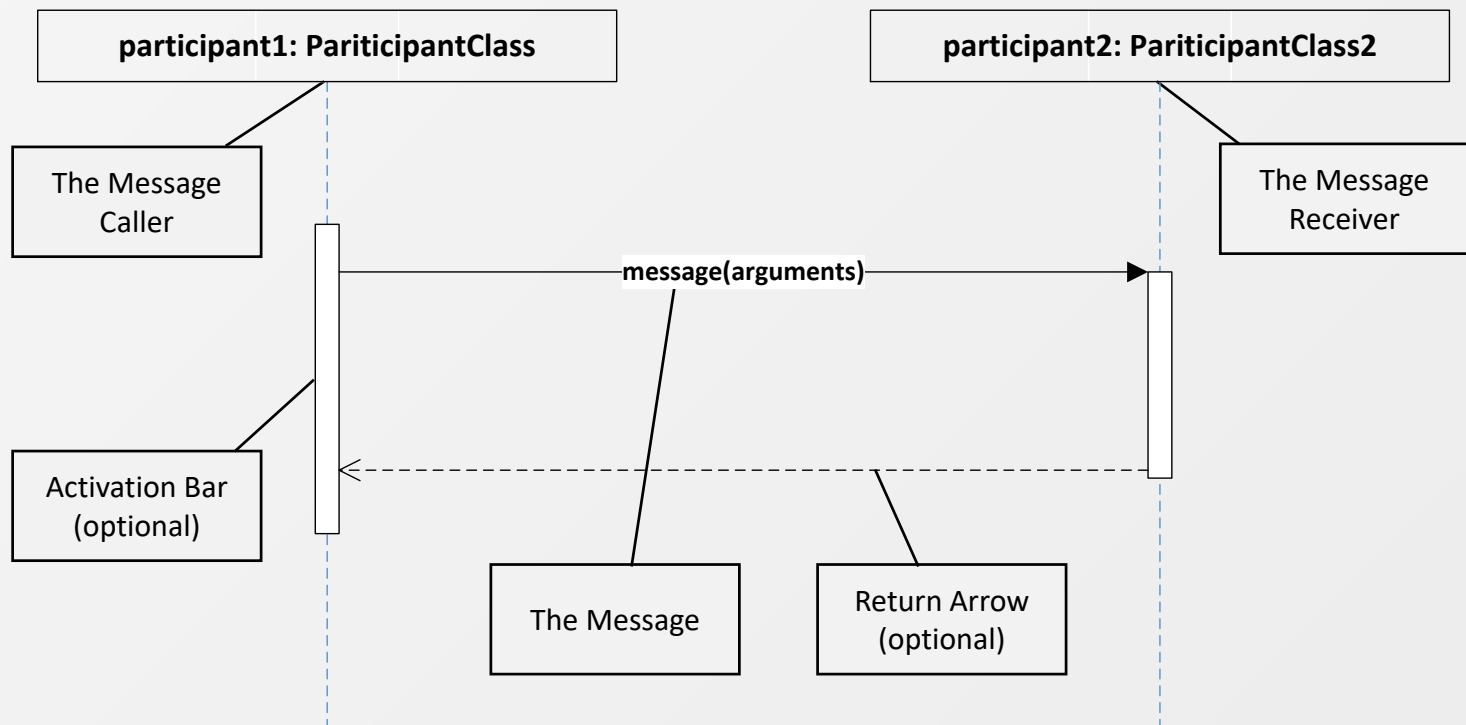 participant1: PariticipantClass
participant2: PariticipantClass2
The Message
Caller
The Message
Receiver
message(arguments)
Activation Bar
(optional)
The Message
Return Arrow
(optional)